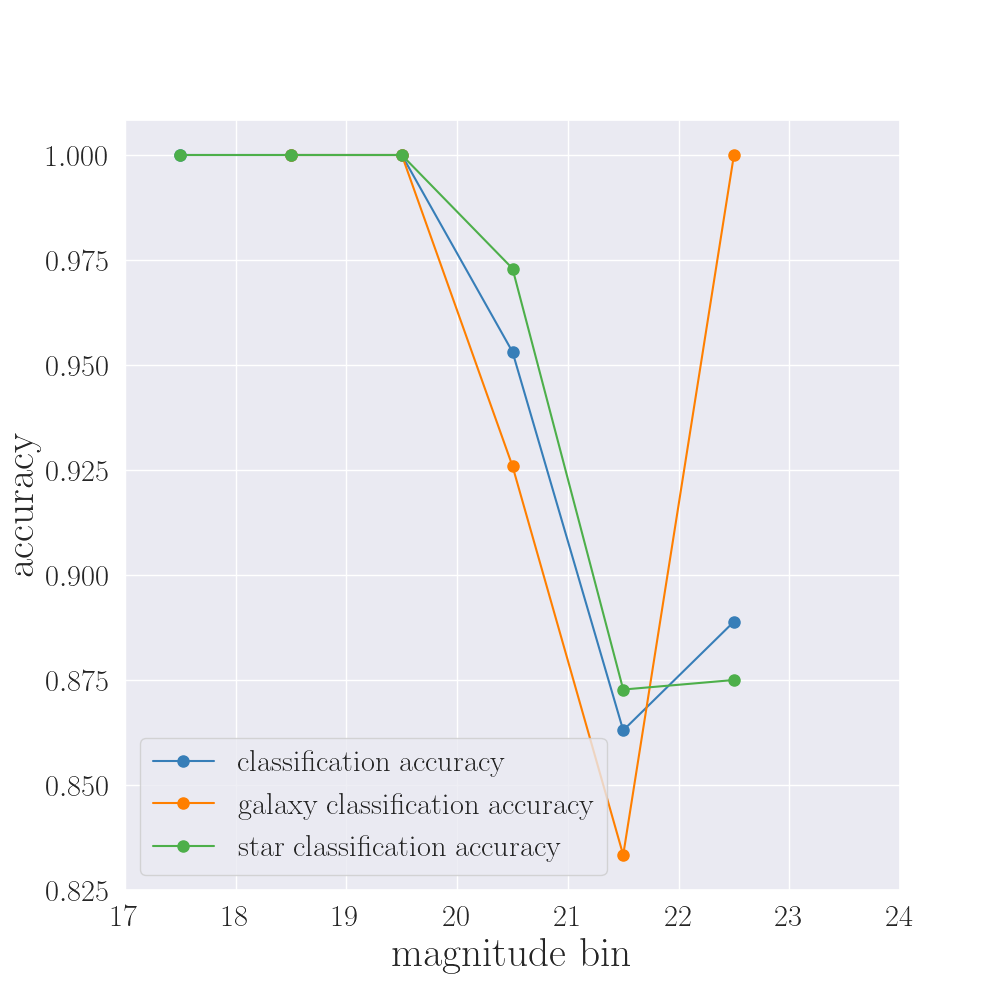 1.000
0.975
0.950
0.925
0.900
0.875
0.850
0.825
accuracy
classification accuracy
galaxy classification accuracy
star classification accuracy
17 18 19 20 21 22 23 24
magnitude bin